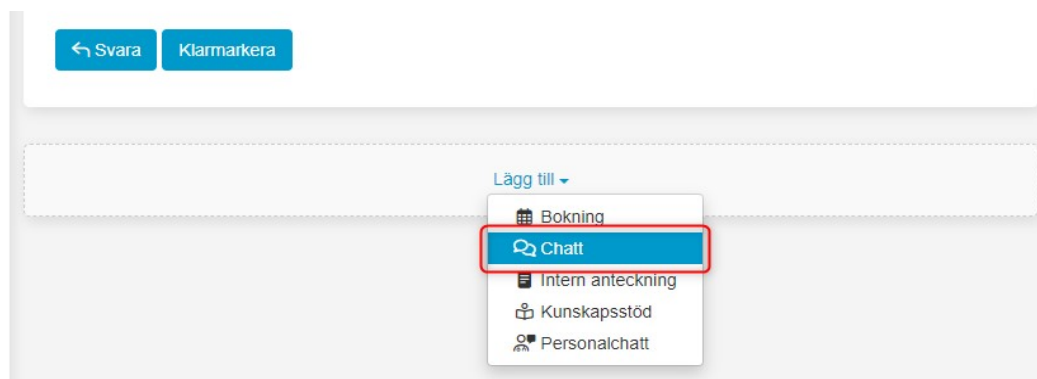 Svara Klarmarkera
Lägg till
Bokning
Chatt
Intern anteckning
Kunskapsstöd
Personalchatt